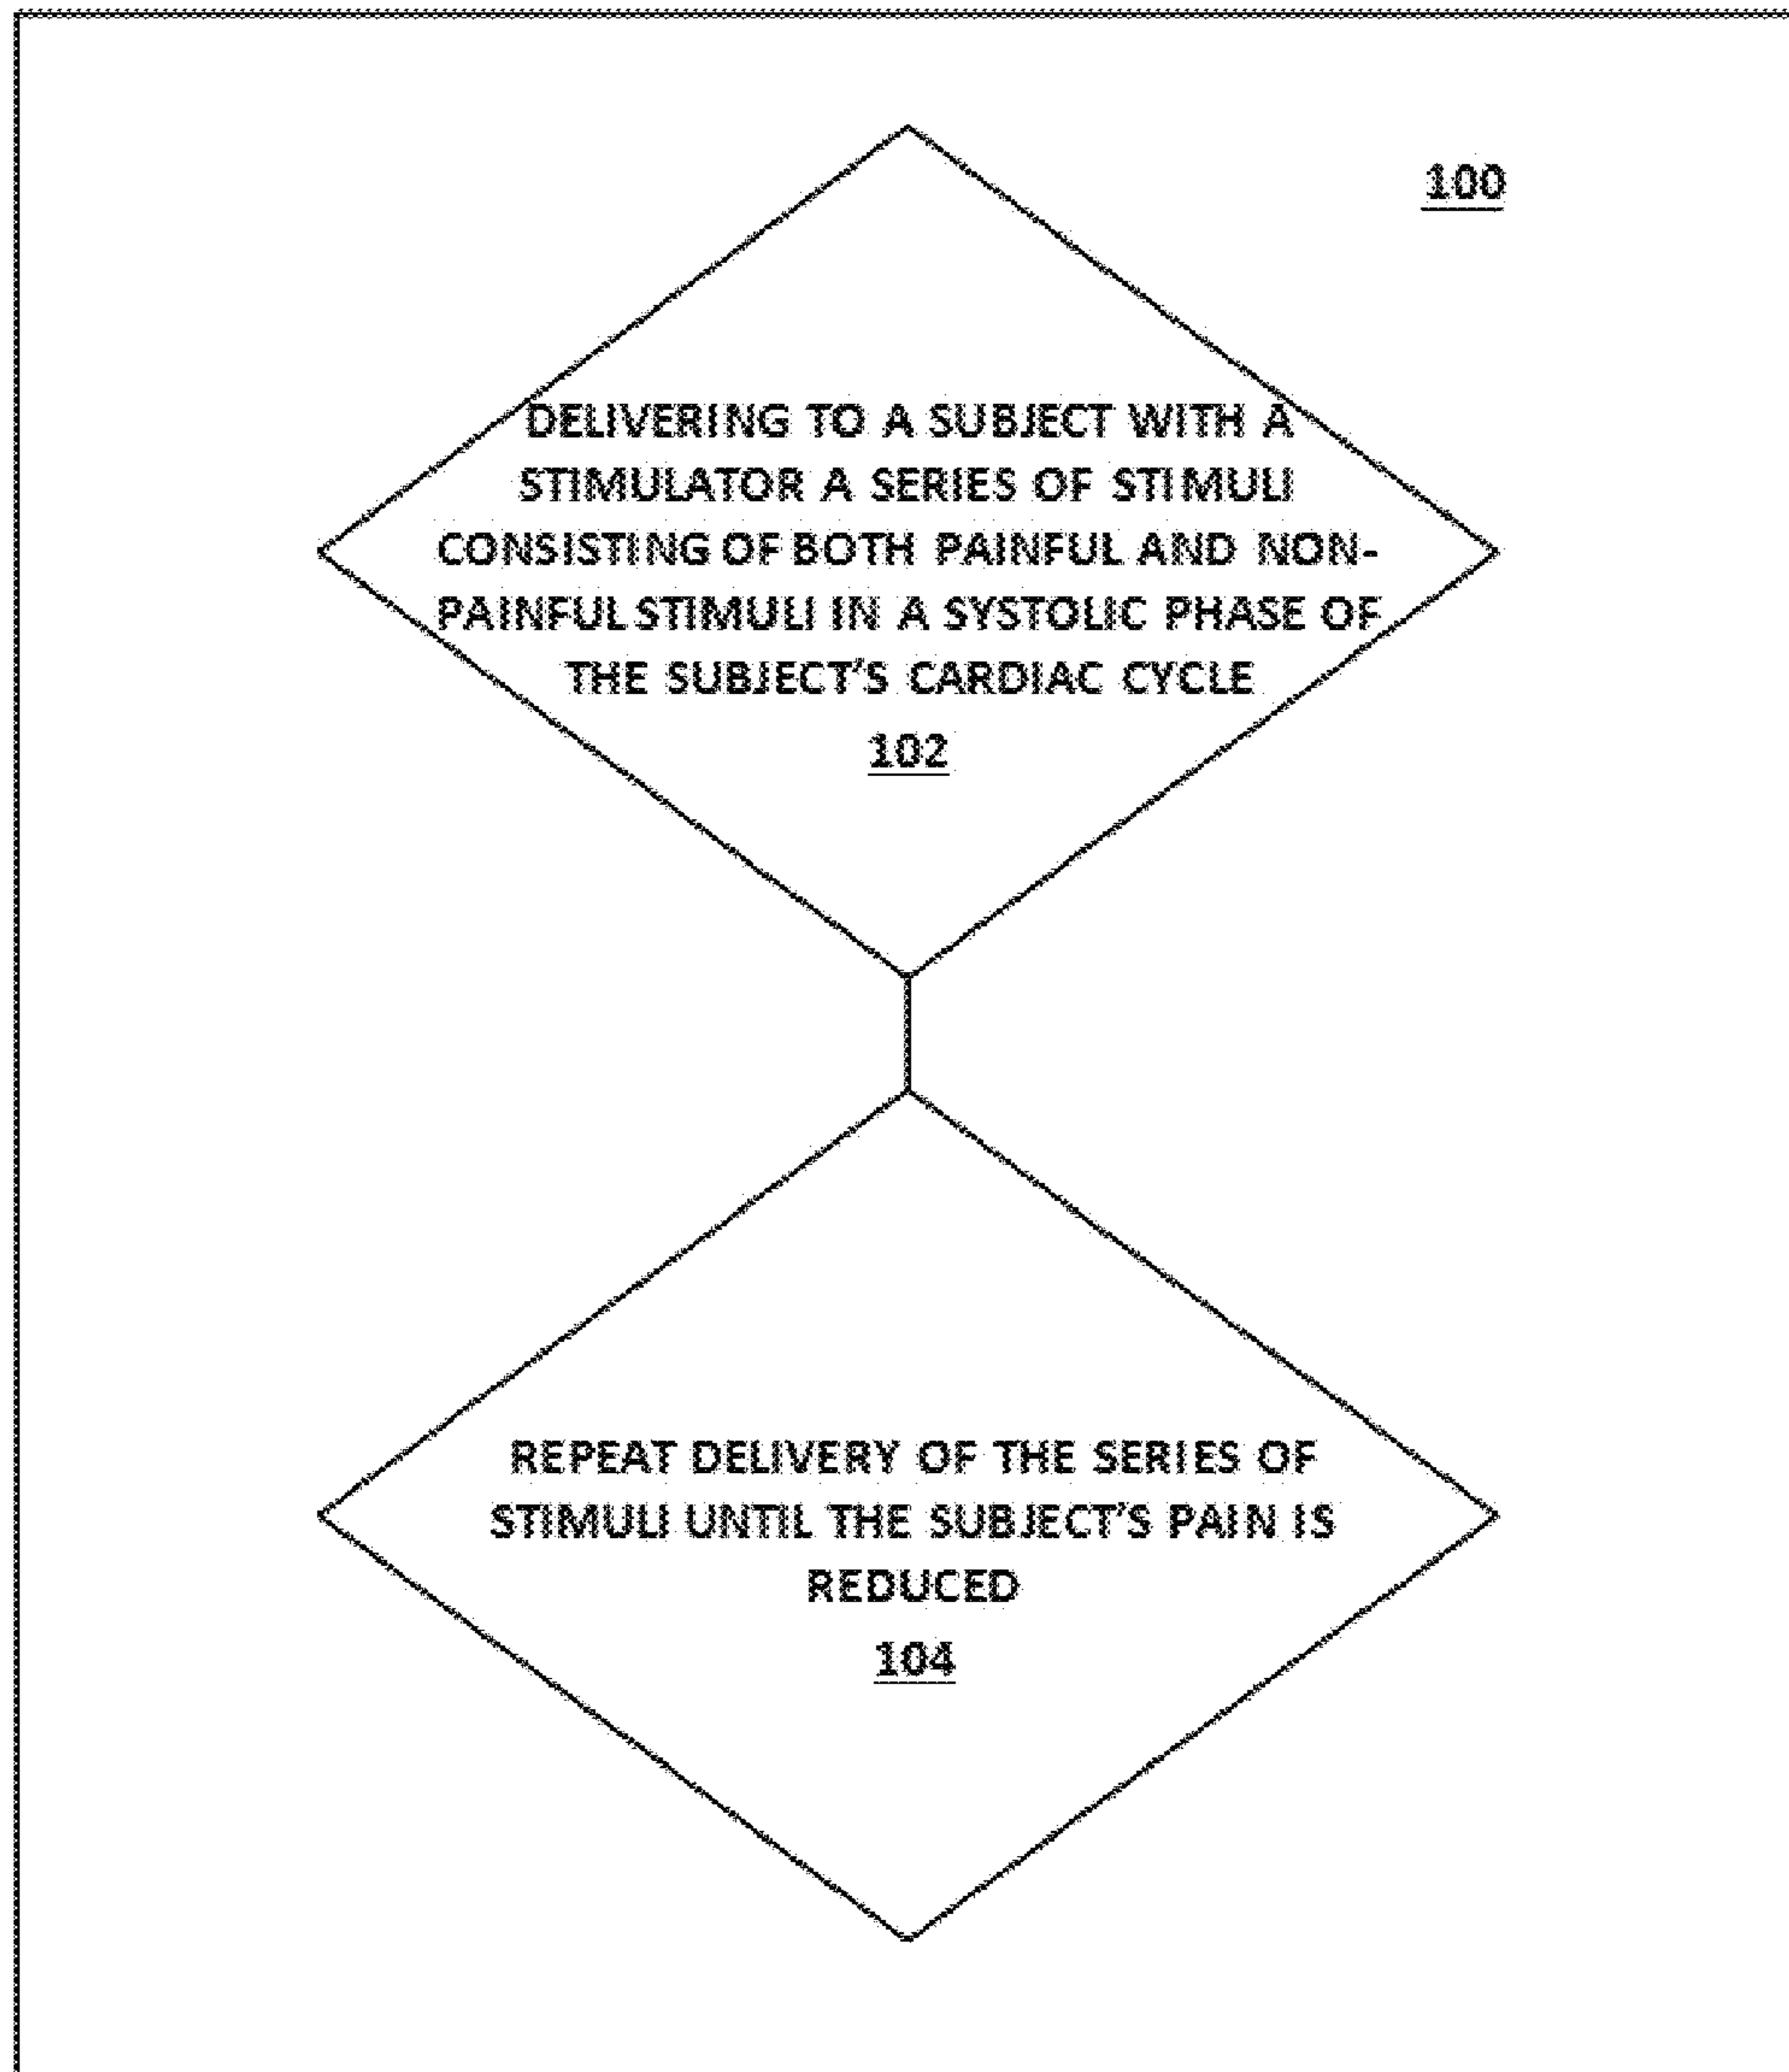 100
DELIVERING TO A SUBJECT WITH A
STIMULATOR A SERIES OF STIMULI
CONSISTING OF BOTH PAINFUL AND NON-
PAINFUL STIMULI IN A SYSTOLIC PHASE OF
THE SUBJECT'S CARDIAC CYCLE
102
REPEAT DELIVERY OF THE SERIES OF
STIMULI UNTIL THE SUBJECT'S PAIN IS
REDUCED
104